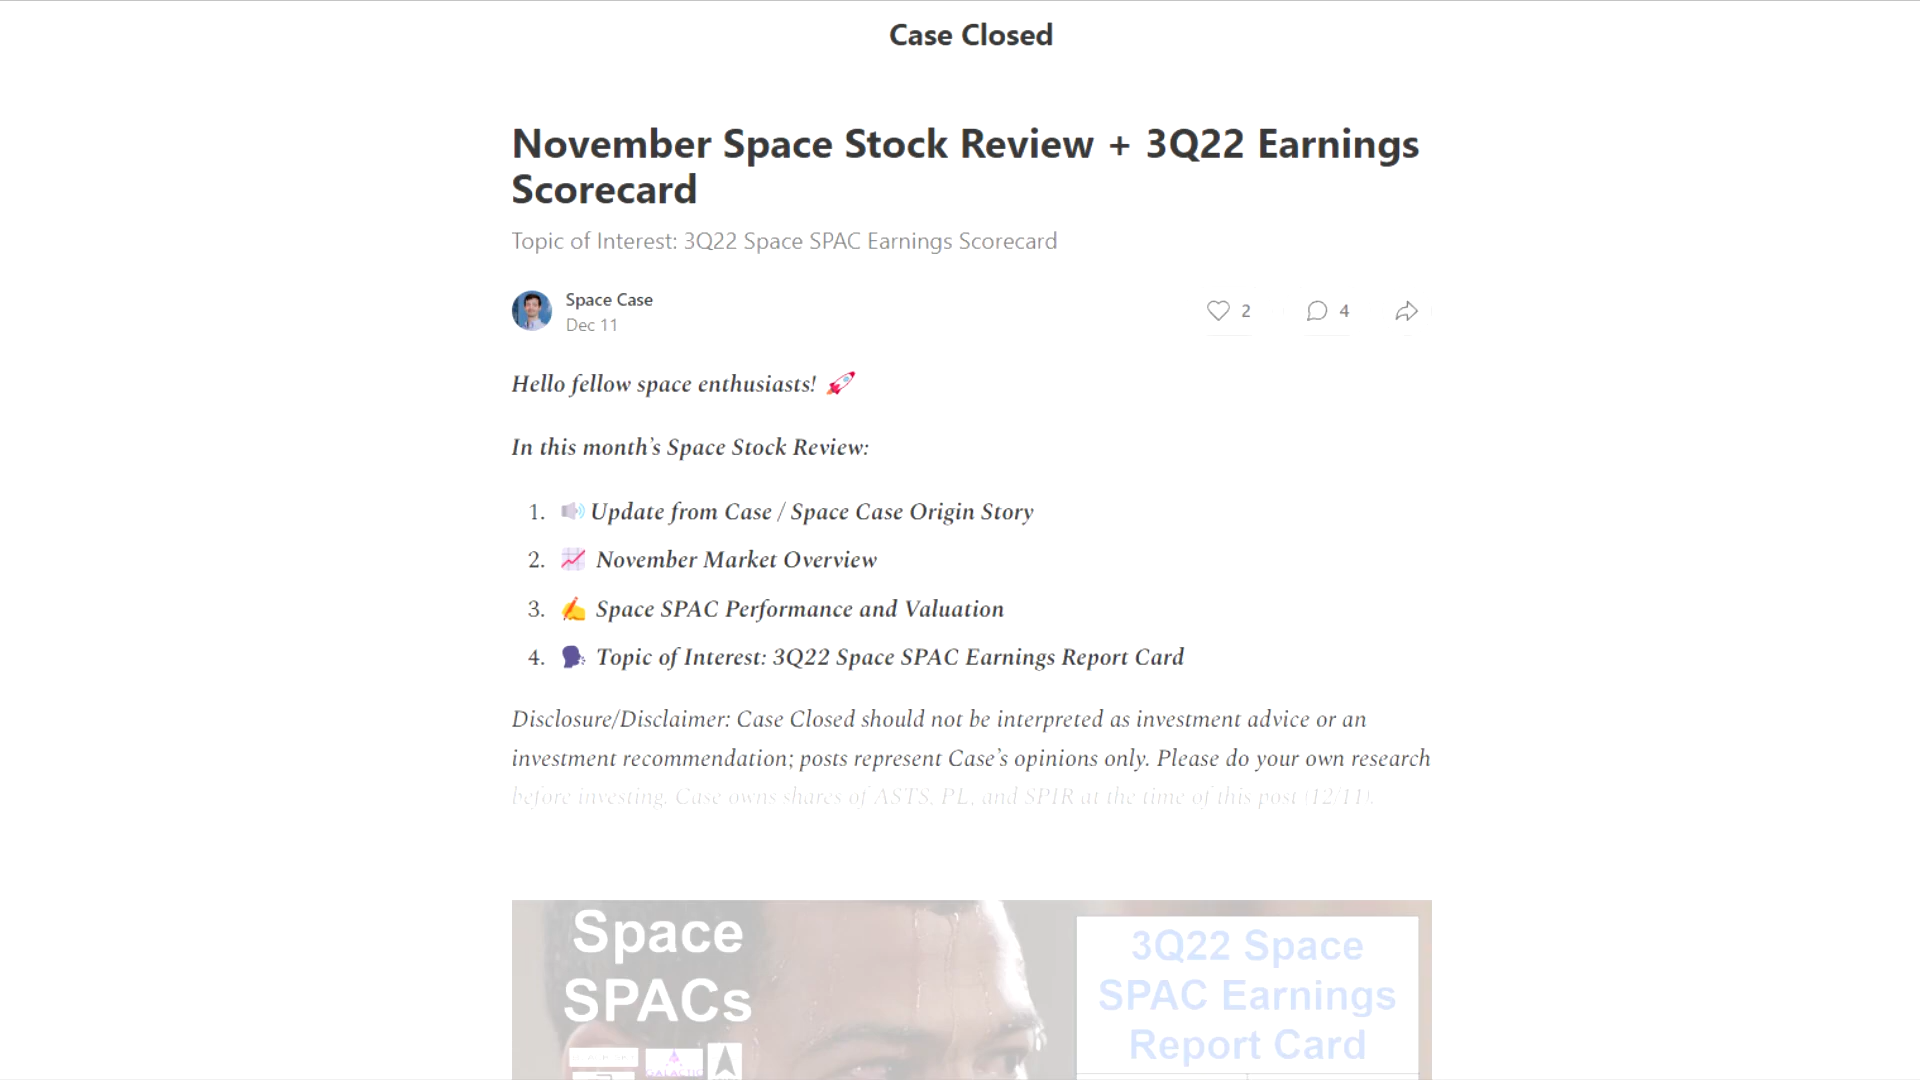 Case Closed
November Space Stock Review + 3Q22 Earnings
Scorecard
Topic of Interest: 3Q22 Space SPAC Earnings Scorecard
Space Case
Dec 11
2
4
Hello fellow space enthusiasts! 🚀
In this month’s Space Stock Review:
1. 🔊 Update from Case / Space Case Origin Story
2. 📈 November Market Overview
3. ✍️ Space SPAC Performance and Valuation
4. 🗣️ Topic of Interest: 3Q22 Space SPAC Earnings Report Card
Disclosure/Disclaimer: Case Closed should not be interpreted as investment advice or an
investment recommendation; posts represent Case’s opinions only. Please do your own research
before investing. Case owns shares of ASTS, PL, and SPIR at the time of this post (12/11).
Space
SPACs
GALACTIC
3Q22 Space
SPAC Earnings
Report Card